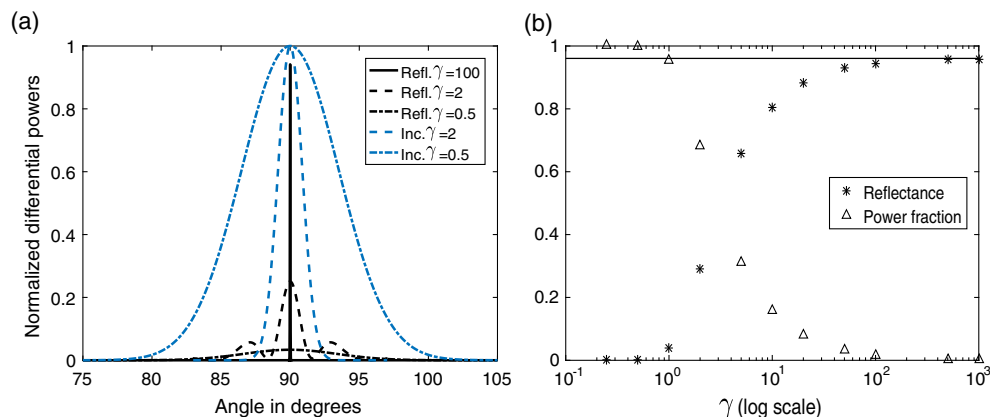 (a)
Normalized differential powers
1
0.8
0.6
0.4
0.2
0
75
80
85
90
95
100
105
Angle in degrees
Refl. γ=100
Refl. γ=2
Refl. γ=0.5
Inc. γ=2
Inc. γ=0.5
(b)
1
0.8
0.6
0.4
0.2
0
10⁻¹
10⁰
10¹
10²
10³
γ (log scale)
Reflectance
Power fraction